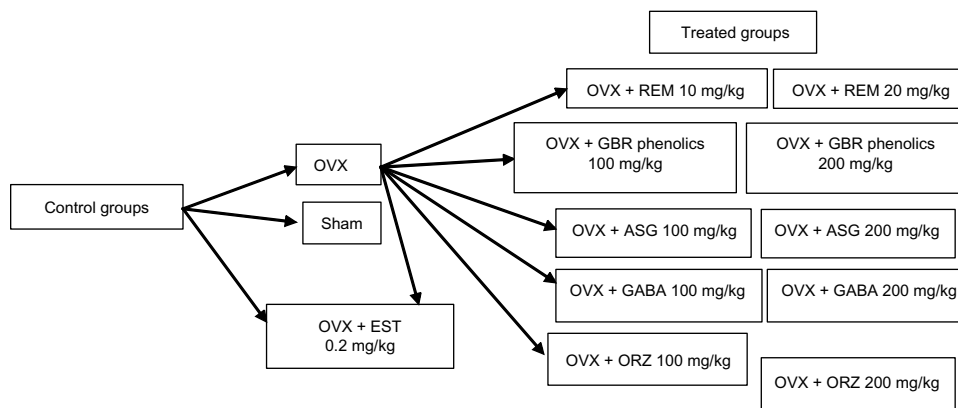 Treated groups
OVX + REM 10 mg/kg
OVX + REM 20 mg/kg
OVX + GBR phenolics
100 mg/kg
OVX + GBR phenolics
200 mg/kg
OVX
Control groups
Sham
OVX + ASG 100 mg/kg
OVX + ASG 200 mg/kg
OVX + GABA 100 mg/kg
OVX + GABA 200 mg/kg
OVX + EST
0.2 mg/kg
OVX + ORZ 100 mg/kg
OVX + ORZ 200 mg/kg